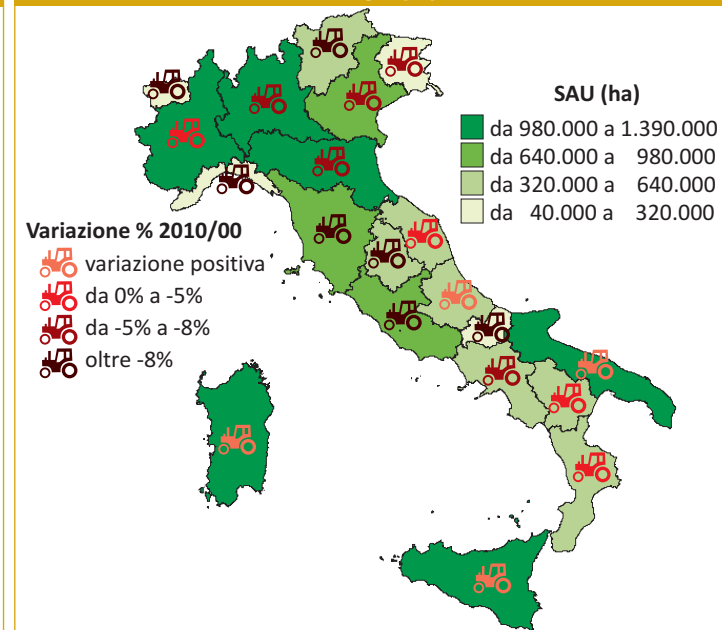 SAU (ha)
da 980.000 a 1.390.000
da 640.000 a 980.000
da 320.000 a 640.000
da 40.000 a 320.000
Variazione % 2010/00
variazione positiva
da 0% a -5%
da -5% a -8%
oltre -8%